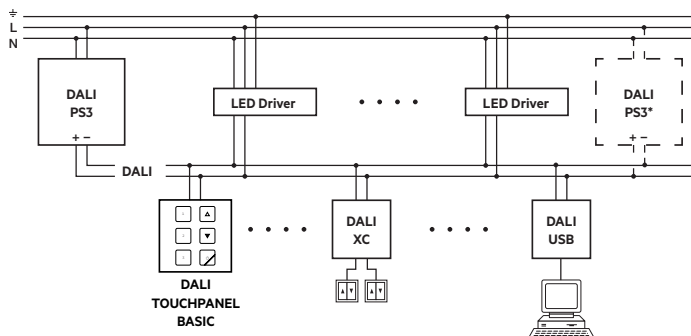 L
N
DALI
PS3
+ −
LED Driver
LED Driver
DALI
PS3*
+ −
DALI
DALI
TOUCHPANEL
BASIC
DALI
XC
DALI
USB